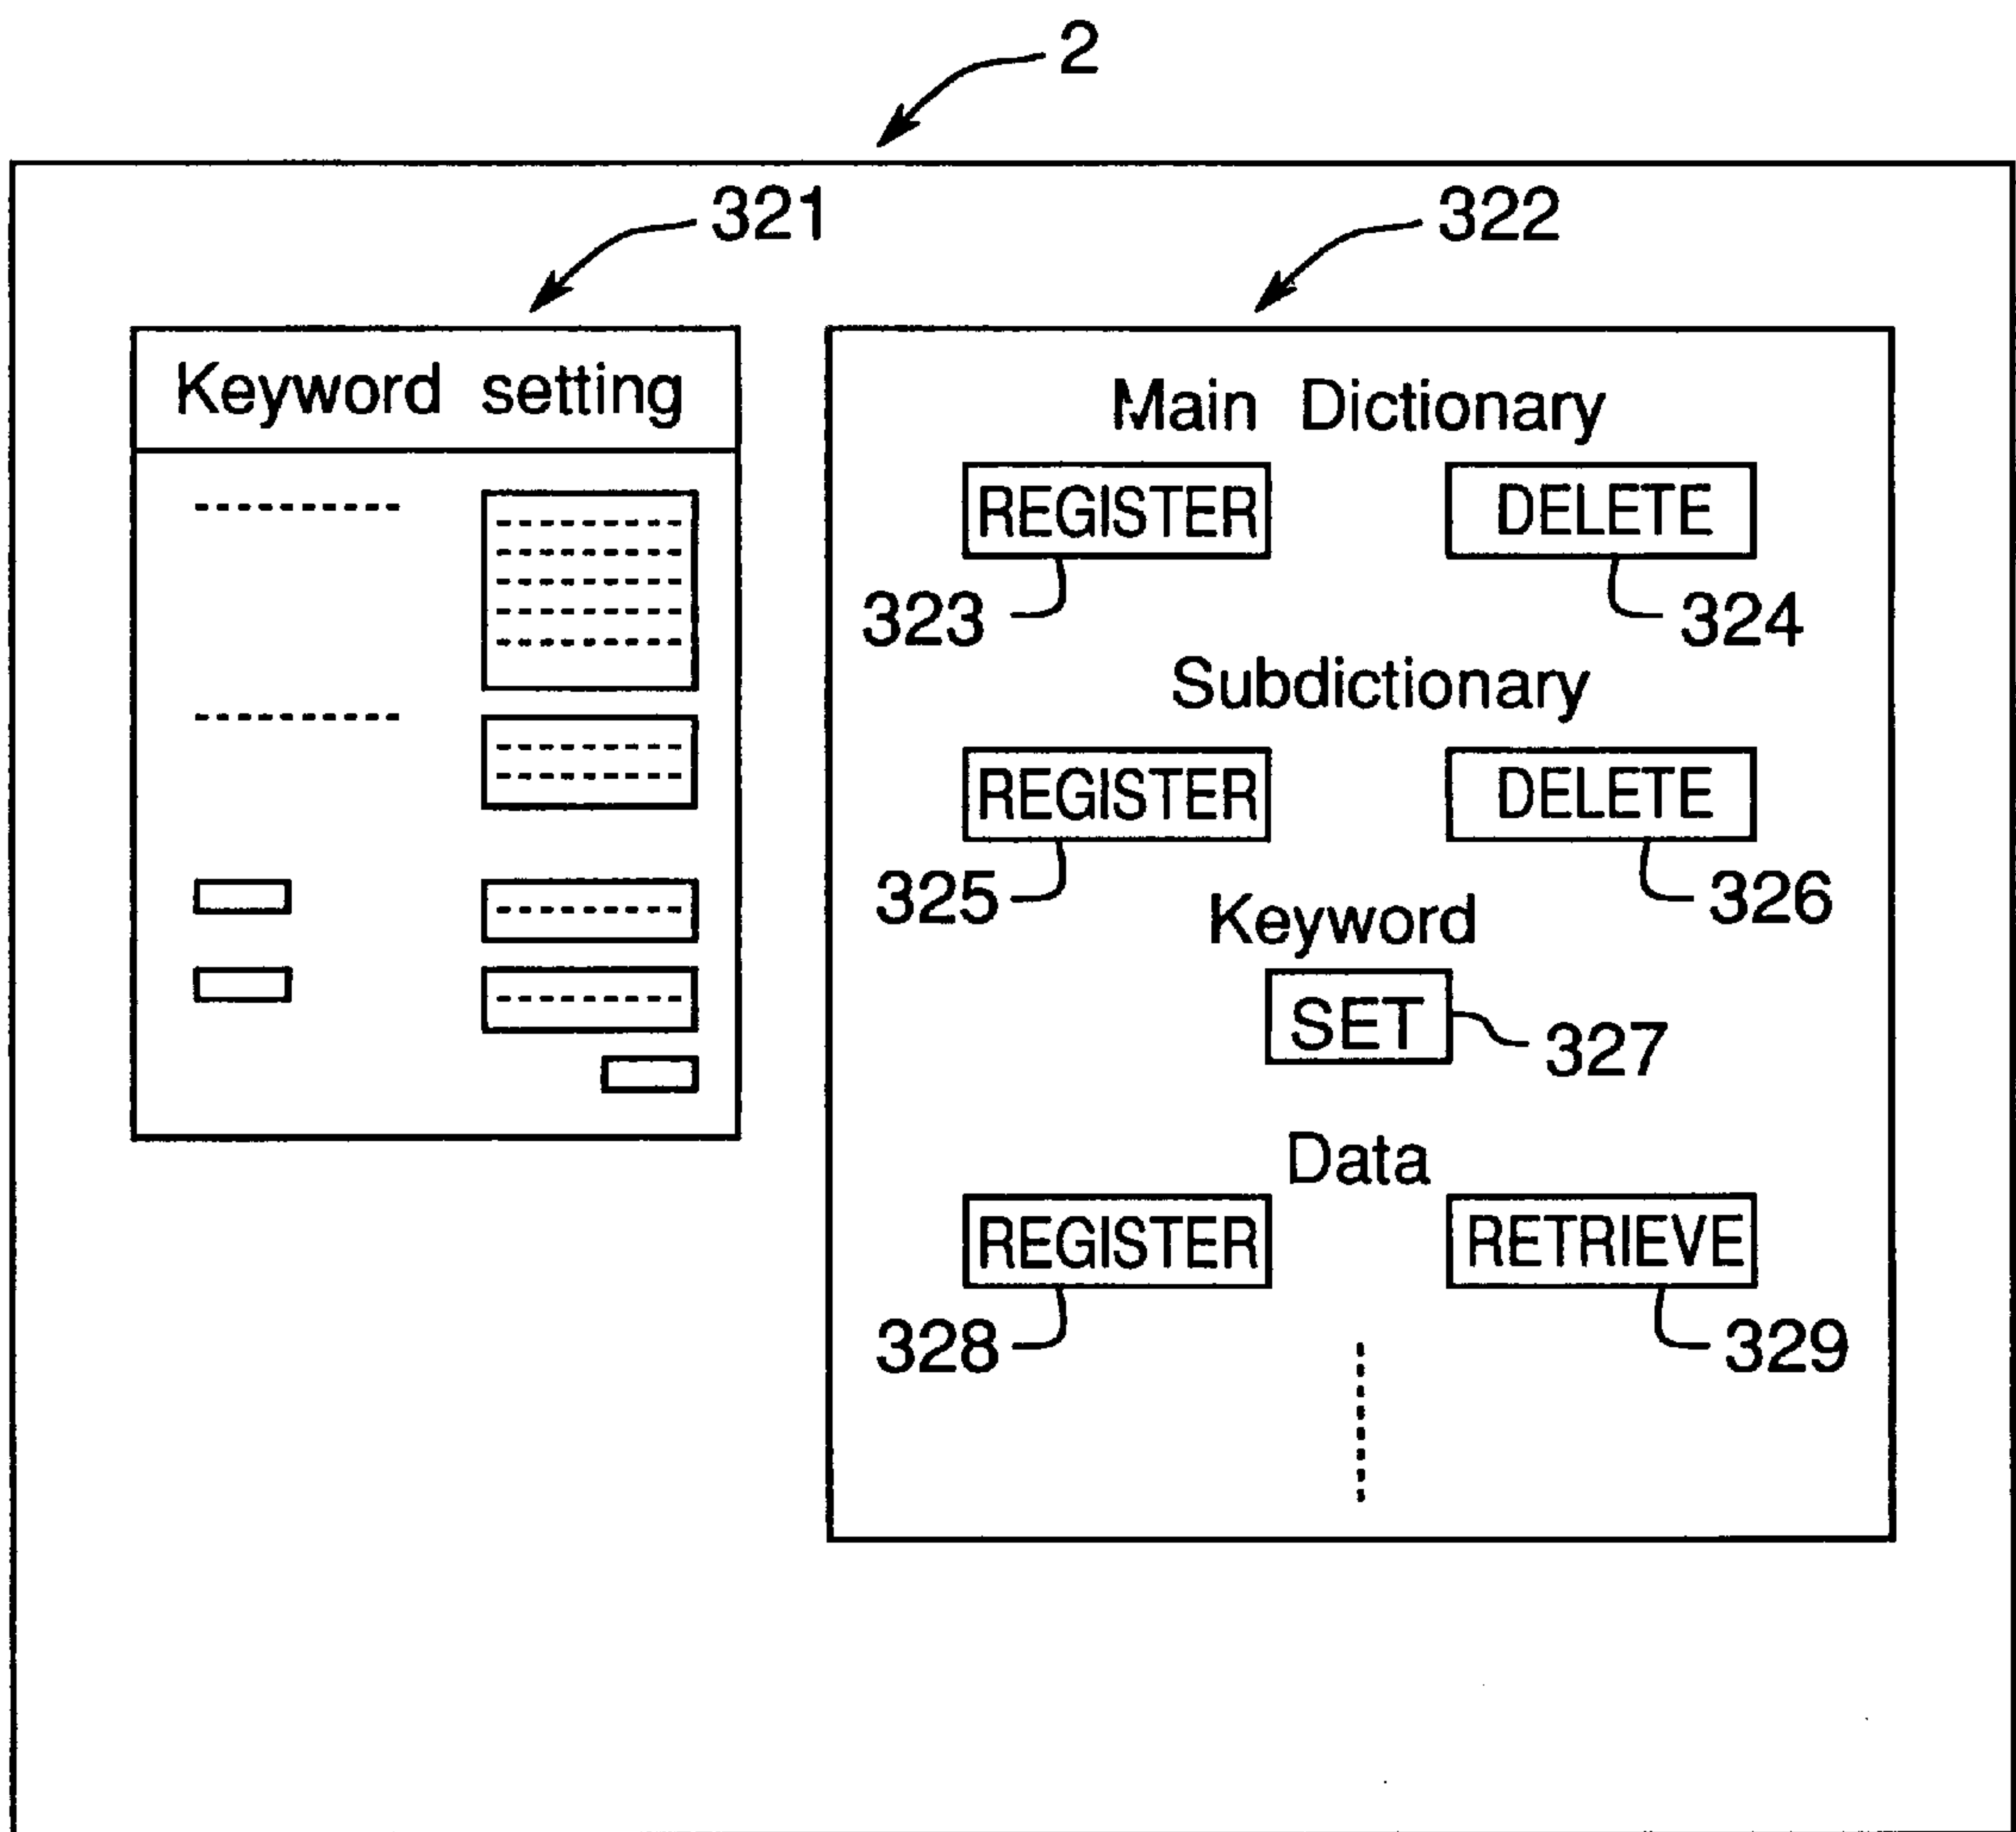 2
321
322
Keyword setting
Main Dictionary
REGISTER
DELETE
323
324
Subdictionary
REGISTER
DELETE
325
326
Keyword
SET
327
Data
REGISTER
RETRIEVE
328
329